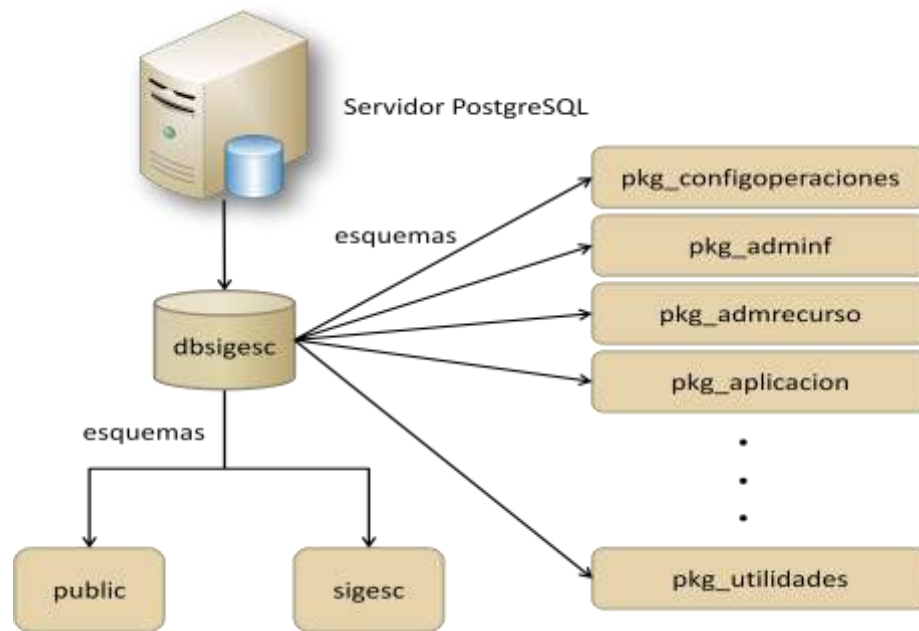 Servidor PostgreSQL
esquemas
pkg_configoperaciones
pkg_adminf
pkg_admrecurso
pkg_aplicacion
dbsigesc
esquemas
public
sigesc
pkg_utilidades